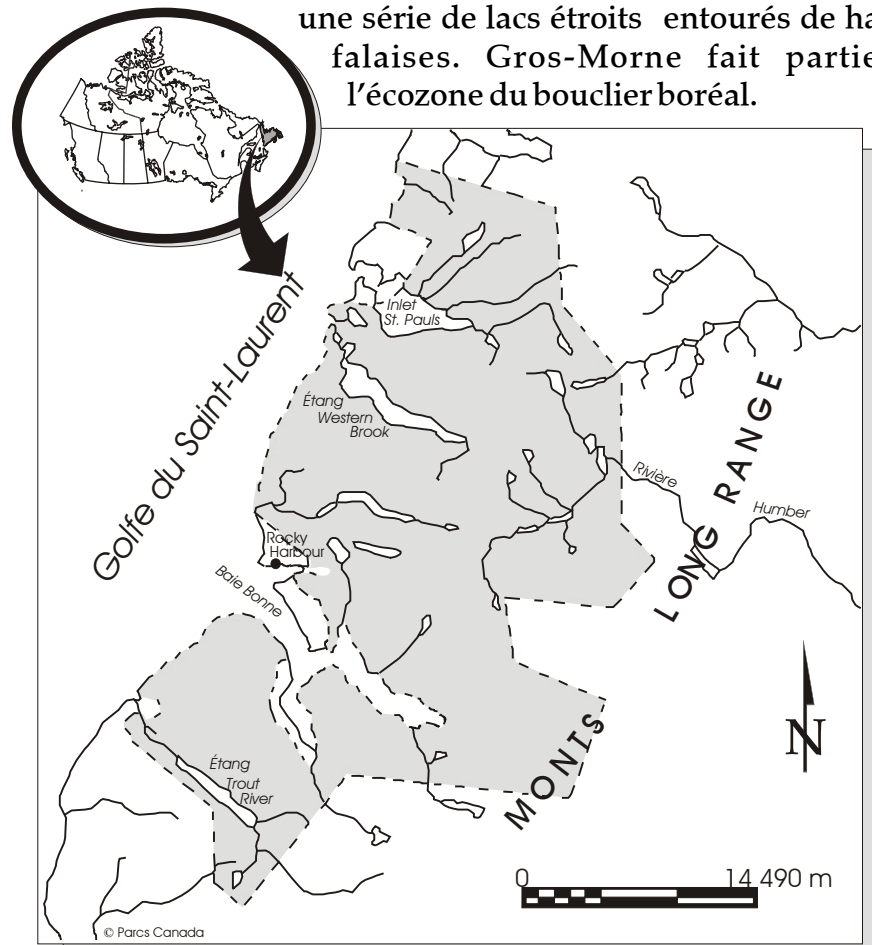 une série de lacs étroits entourés de
falaises. Gros-Morne fait partie
l'écozone du bouclier boréal.
Golfe du Saint-Laurent
Inlet
St. Pauls
Étang
Western
Brook
Rocky
Harbour
Baie Bonne
Rivière
Humber
MONTS
LONG RANGE
Étang
Trout
River
N
0 14 490 m
© Parcs Canada